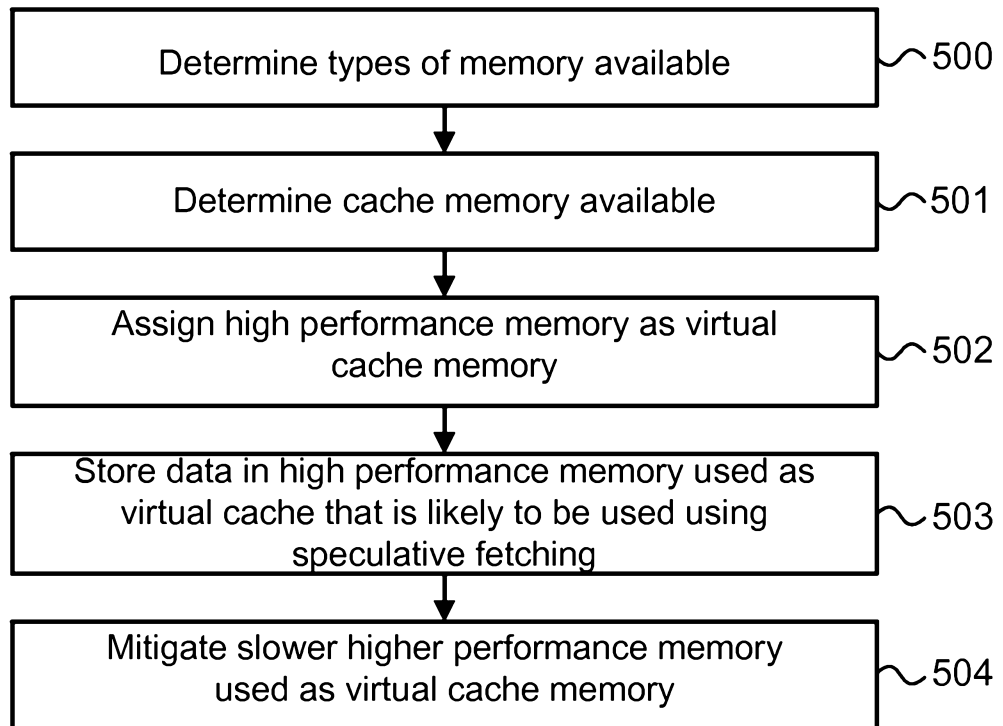 Determine types of memory available
500
Determine cache memory available
501
Assign high performance memory as virtual
cache memory
502
Store data in high performance memory used as
virtual cache that is likely to be used using
speculative fetching
503
Mitigate slower higher performance memory
used as virtual cache memory
504